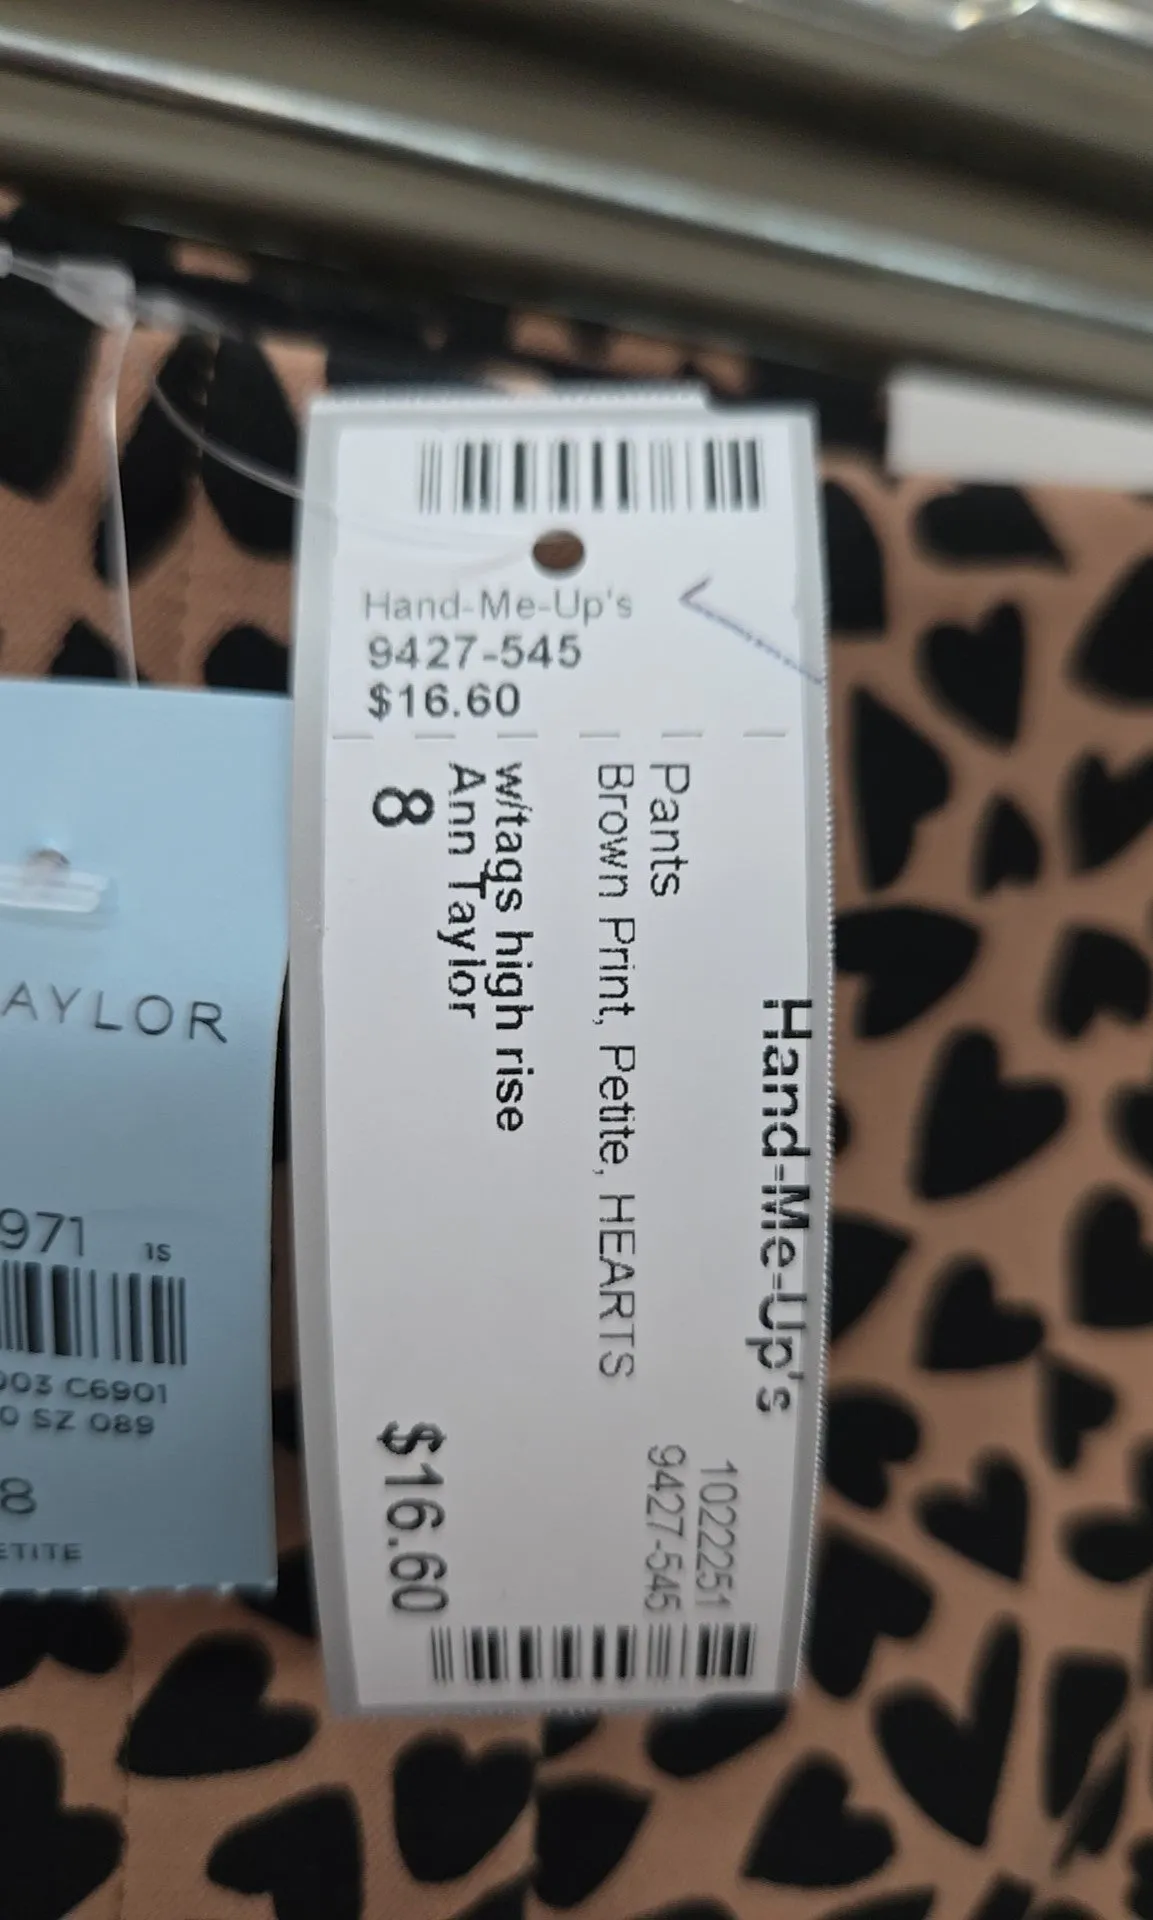 Hand-Me-Up's
9427-545
$16.60
Hand-Me-Up's
10222251
Pants
9427-545
Brown Print, Petite, HEARTS
w/tags high rise
Ann Taylor
8
$16.60
AYLOR
971
1S
003 C6901
0 SZ 089
8
ETITE